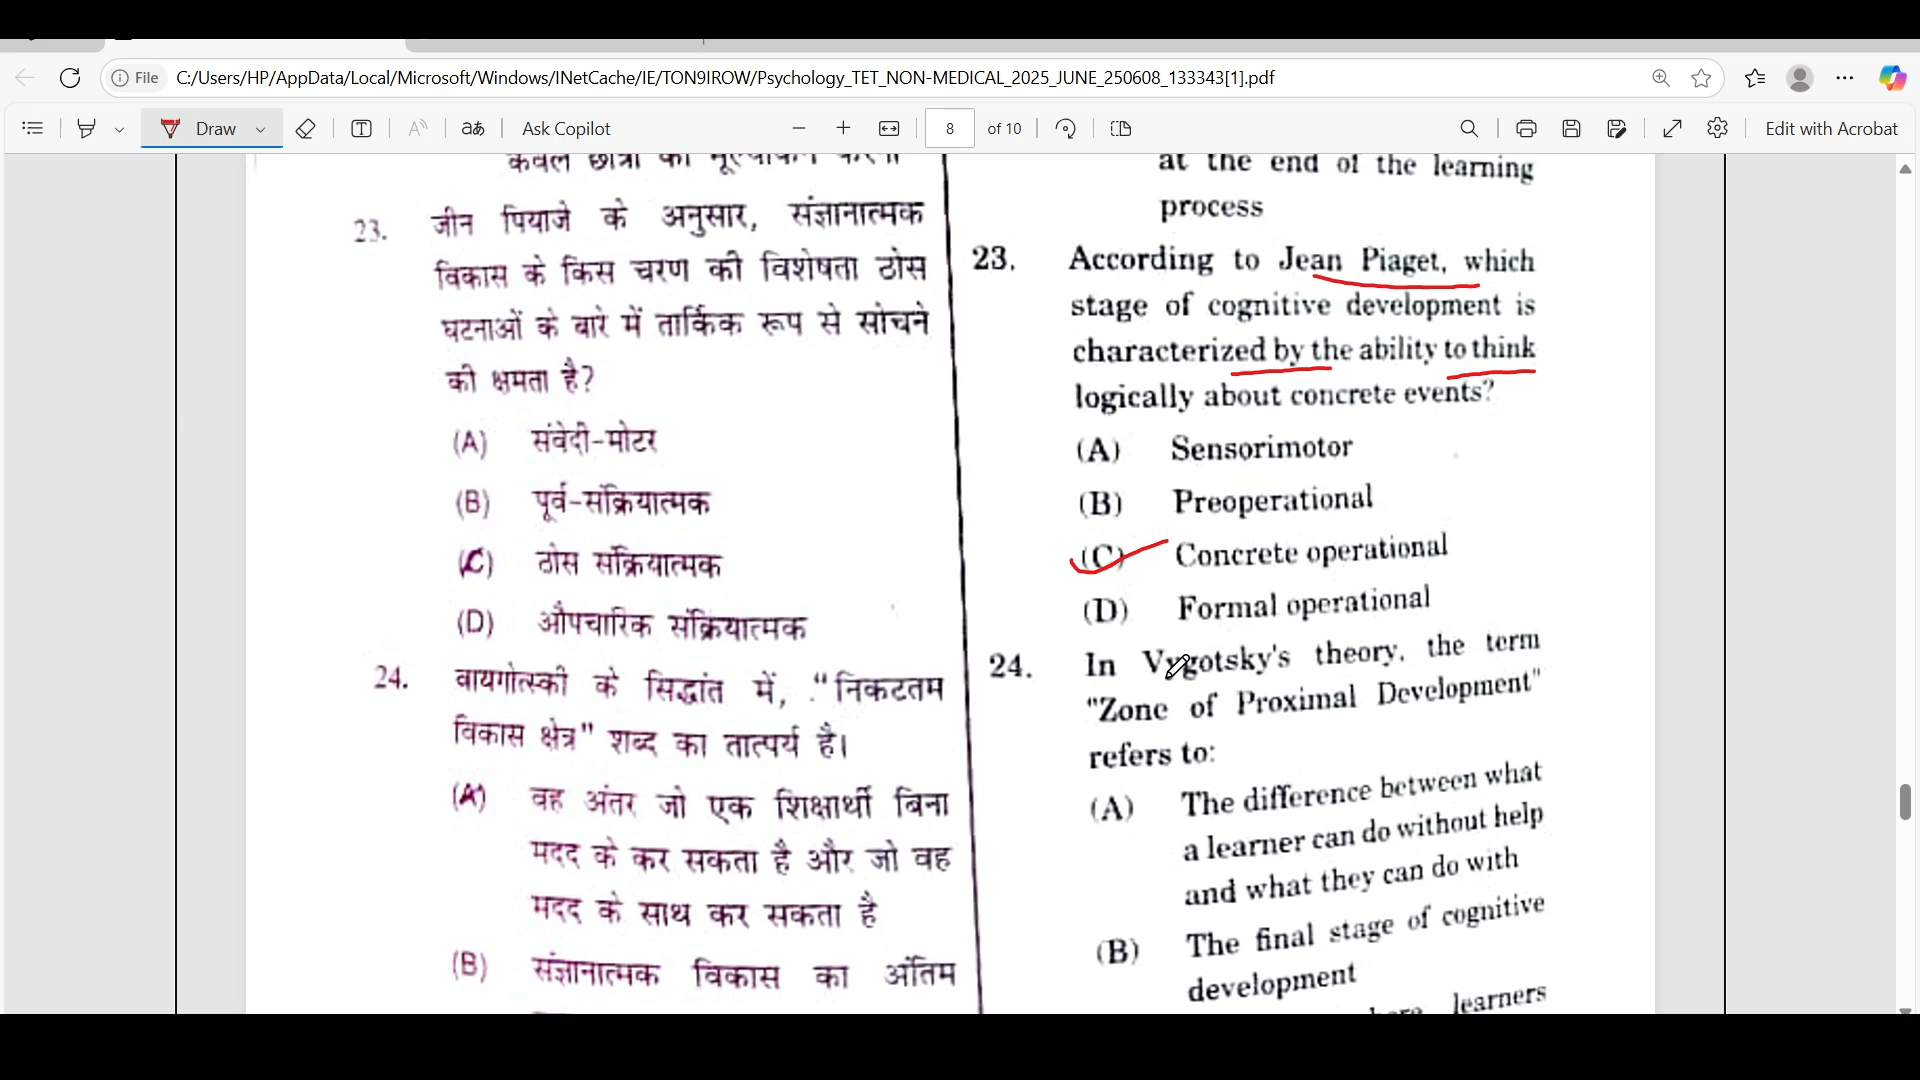 File
C:/Users/HP/AppData/Local/Microsoft/Windows/INetCache/IE/TON9IROW/Psychology_TET_NON-MEDICAL_2025_JUNE_250608_133343[1].pdf
Draw
Ask Copilot
8
of 10
Edit with Acrobat
23. जीन पियाजे के अनुसार, संज्ञानात्मक
विकास के किस चरण की विशेषता ठोस
घटनाओं के बारे में तार्किक रूप से सोचने
की क्षमता है?
(A) संवेदी-मोटर
(B) पूर्व-संक्रियात्मक
(C) ठोस संक्रियात्मक
(D) औपचारिक संक्रियात्मक
24. वायगोत्स्की के सिद्धांत में, "निकटतम
विकास क्षेत्र" शब्द का तात्पर्य है।
(A) वह अंतर जो एक शिक्षार्थी बिना
मदद के कर सकता है और जो वह
मदद के साथ कर सकता है
(B) संज्ञानात्मक विकास का अंतिम
at the end of the learning
process
23. According to Jean Piaget, which
stage of cognitive development is
characterized by the ability to think
logically about concrete events?
(A) Sensorimotor
(B) Preoperational
(C) Concrete operational
(D) Formal operational
24. In Vygotsky's theory, the term
"Zone of Proximal Development"
refers to:
(A) The difference between what
a learner can do without help
and what they can do with
(B) The final stage of cognitive
development
learners